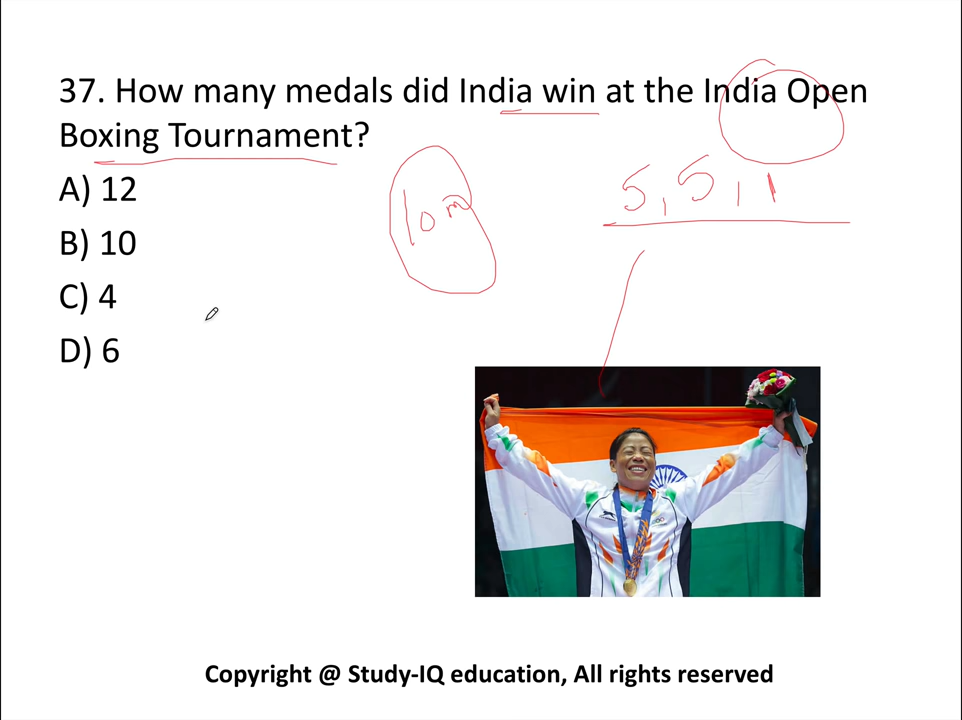 37. How many medals did India win at the India Open
Boxing Tournament?
A) 12
5, 5, 1
10 m
B) 10
C) 4
D) 6
Copyright @ Study-IQ education, All rights reserved